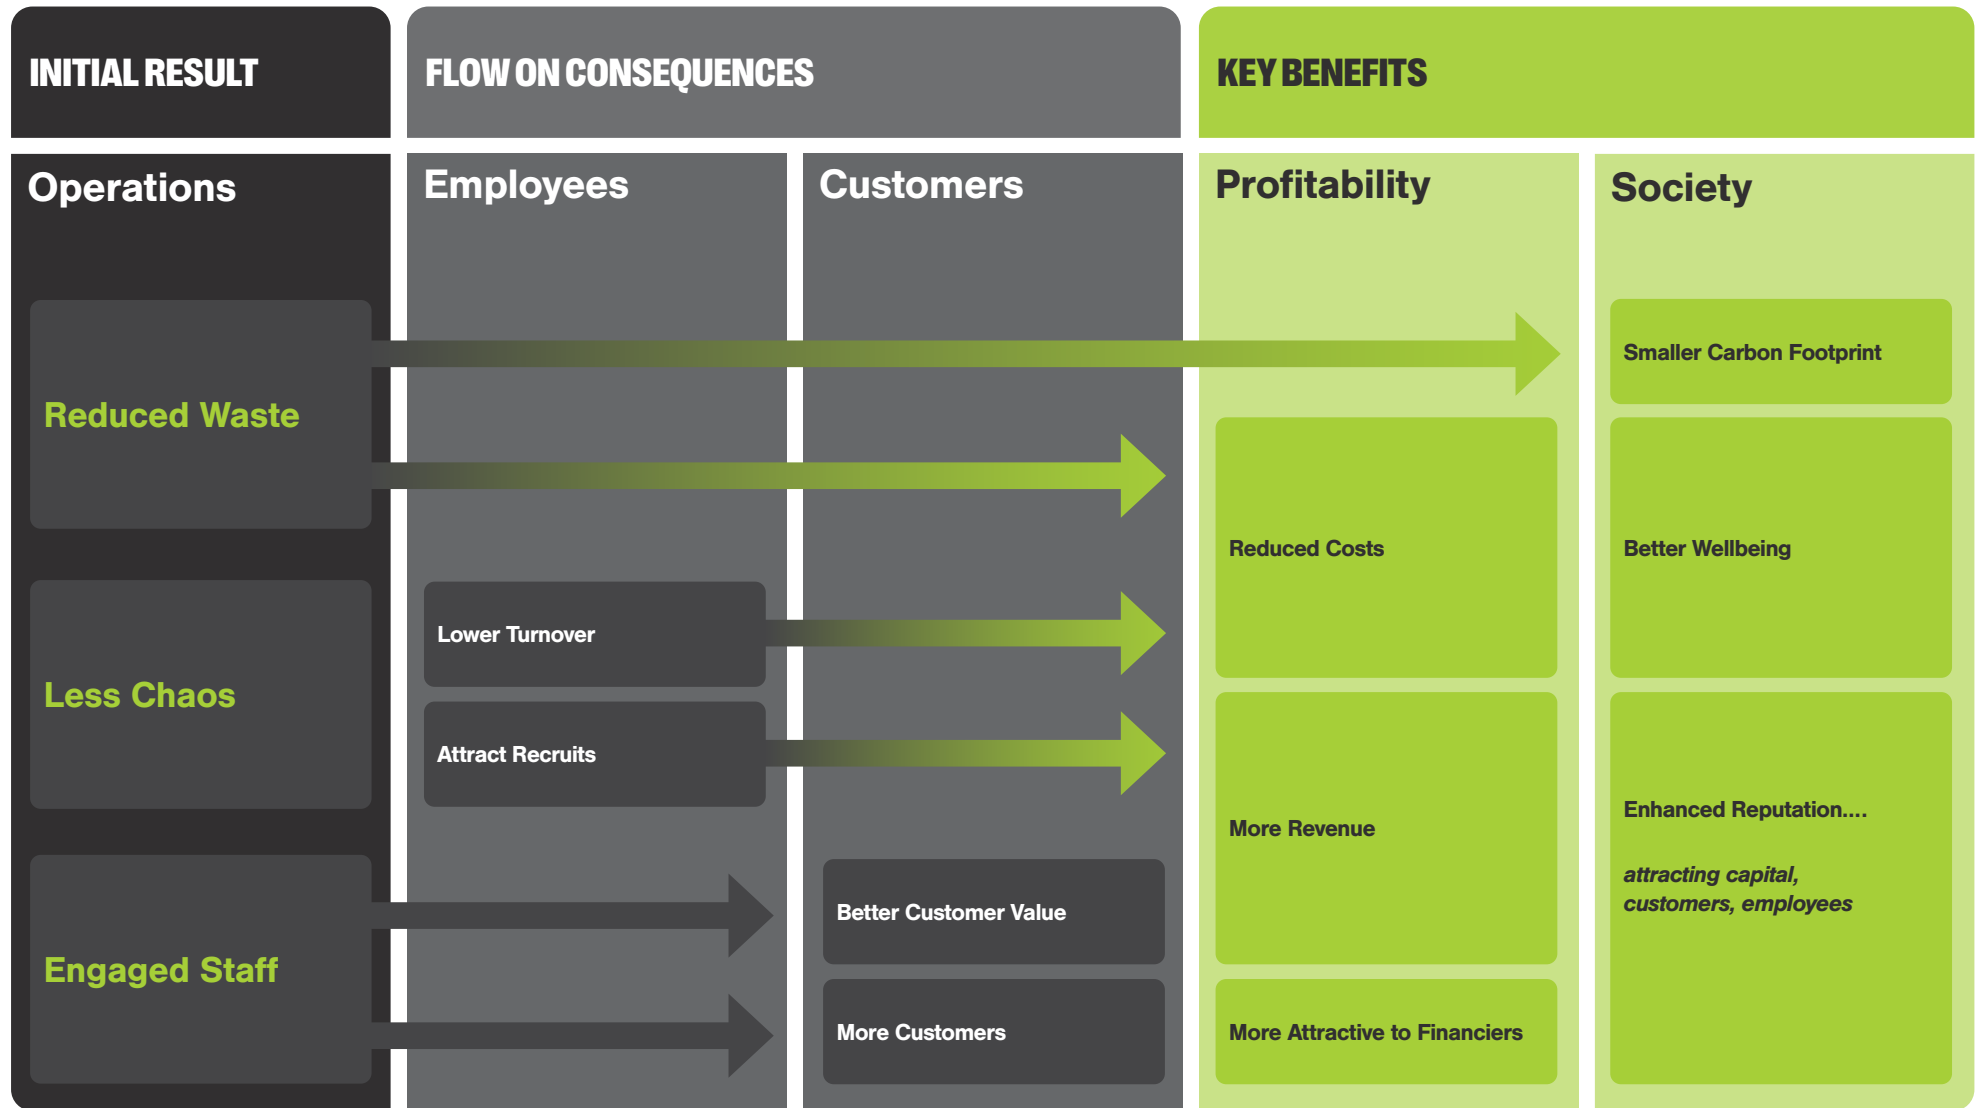 INITIAL RESULT
FLOW ON CONSEQUENCES
KEY BENEFITS
Operations
Employees
Customers
Profitability
Society
Reduced Waste
Less Chaos
Engaged Staff
Lower Turnover
Attract Recruits
Better Customer Value
More Customers
Reduced Costs
More Revenue
More Attractive to Financiers
Smaller Carbon Footprint
Better Wellbeing
Enhanced Reputation....
attracting capital,
customers, employees